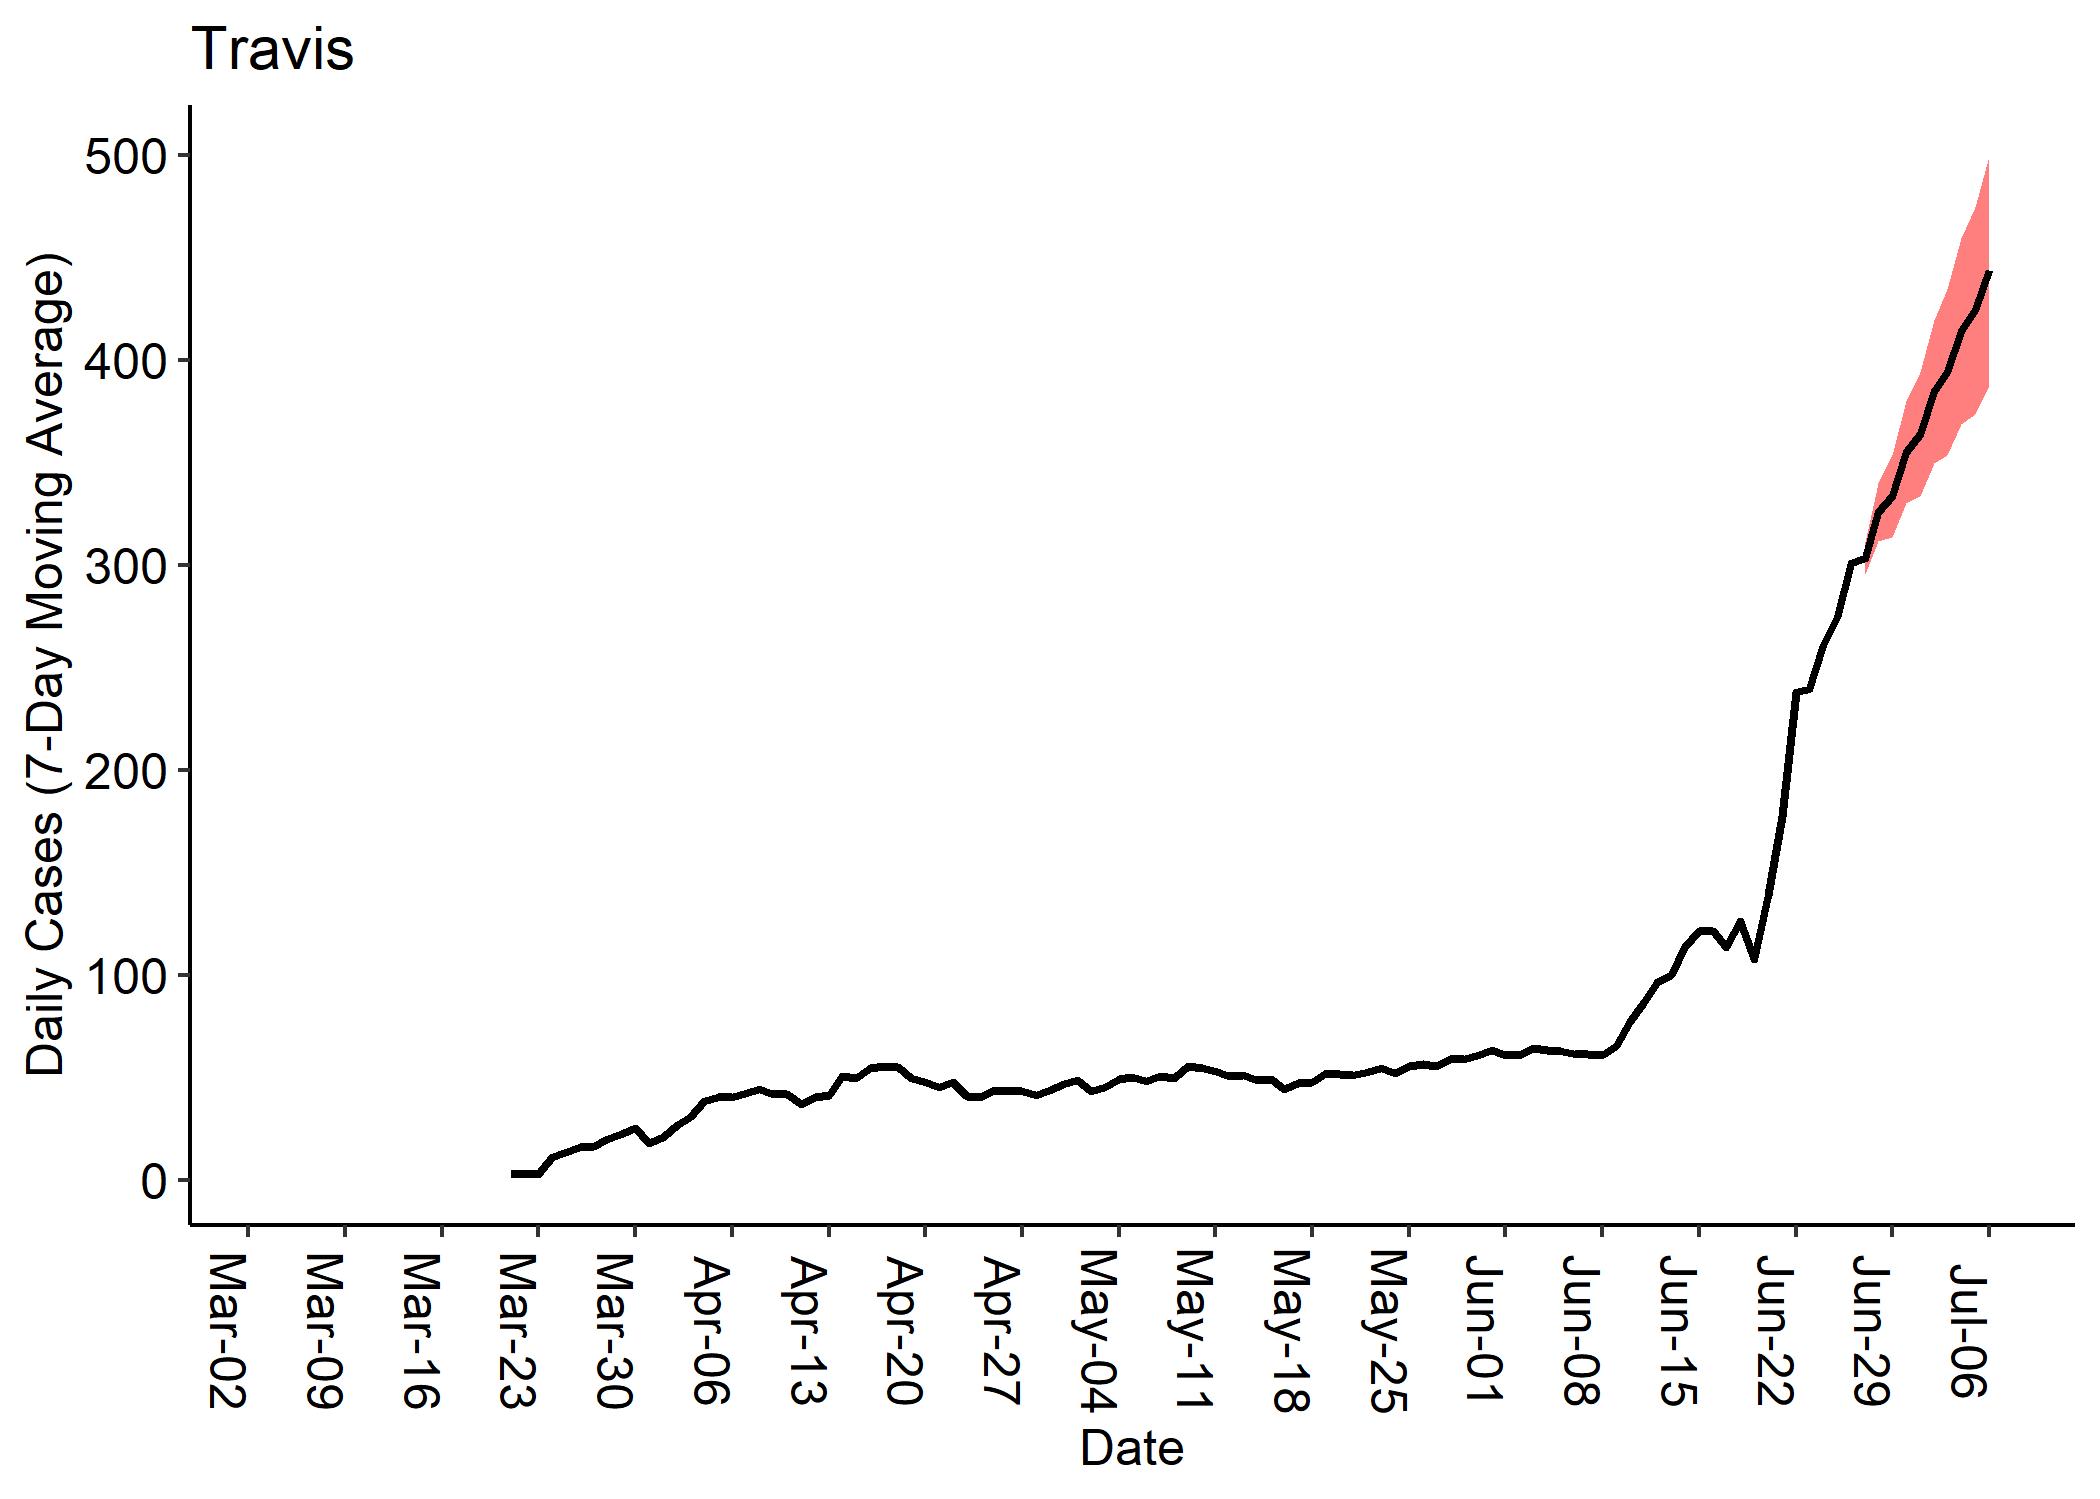 Travis
Daily Cases (7-Day Moving Average)
500
400
300
200
100
0
Mar-02
Mar-09
Mar-16
Mar-23
Mar-30
Apr-06
Apr-13
Apr-20
Apr-27
May-04
May-11
May-18
May-25
Jun-01
Jun-08
Jun-15
Jun-22
Jun-29
Jul-06
Date